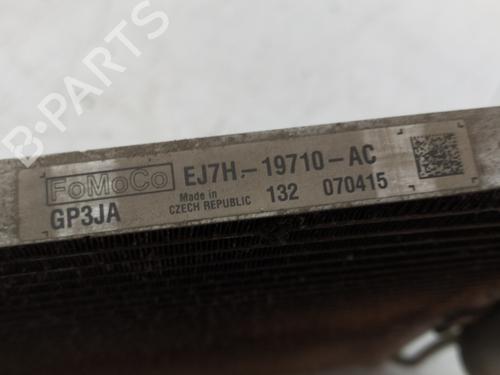 B-PARTS
FoMoCo EJ7H-19710-AC
GP3JA Made in CZECH REPUBLIC 132 070415